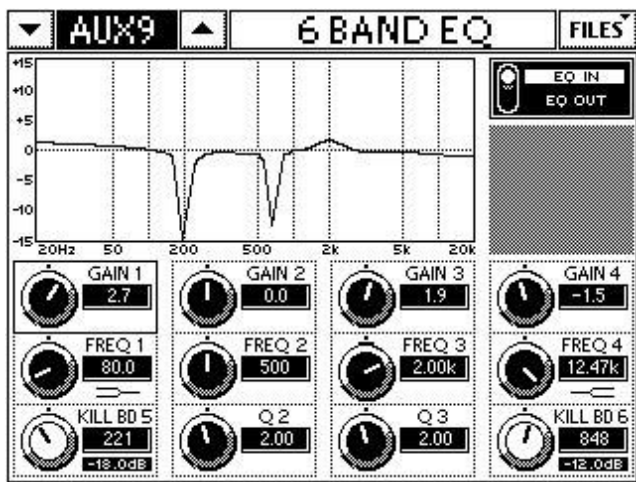 AUX9 6 BAND EQ FILES
+15
+10
+5
0
-5
-10
-15
20Hz 50 200 500 2k 5k 20k
EQ IN
EQ OUT
GAIN 1 GAIN 2 GAIN 3 GAIN 4
2.7 0.0 1.9 -1.5
FREQ 1 FREQ 2 FREQ 3 FREQ 4
80.0 500 2.00k 12.47k
KILL BD 5 Q 2 Q 3 KILL BD 6
221 2.00 2.00 848
-18.0dB -12.0dB